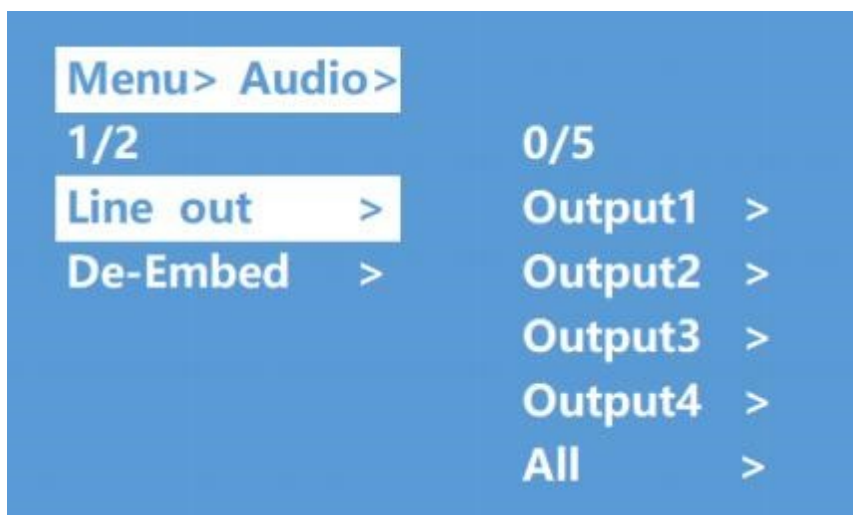 Menu> Audio>
1/2
Line out >
De-Embed >
0/5
Output1 >
Output2 >
Output3 >
Output4 >
All >